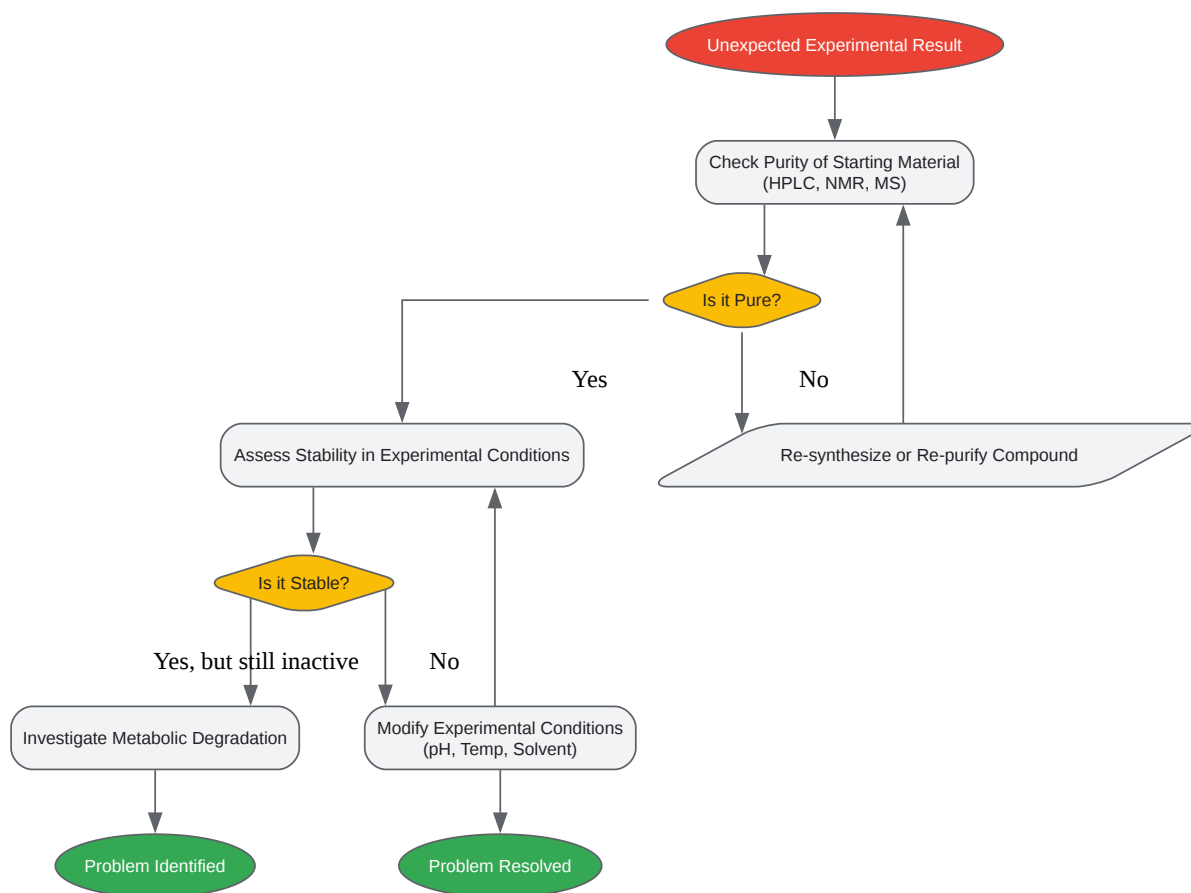 Unexpected Experimental Result
Check Purity of Starting Material
(HPLC, NMR, MS)
Is it Pure?
Yes
No
Assess Stability in Experimental Conditions
Re-synthesize or Re-purify Compound
Is it Stable?
Yes, but still inactive
No
Investigate Metabolic Degradation
Modify Experimental Conditions
(pH, Temp, Solvent)
Problem Identified
Problem Resolved